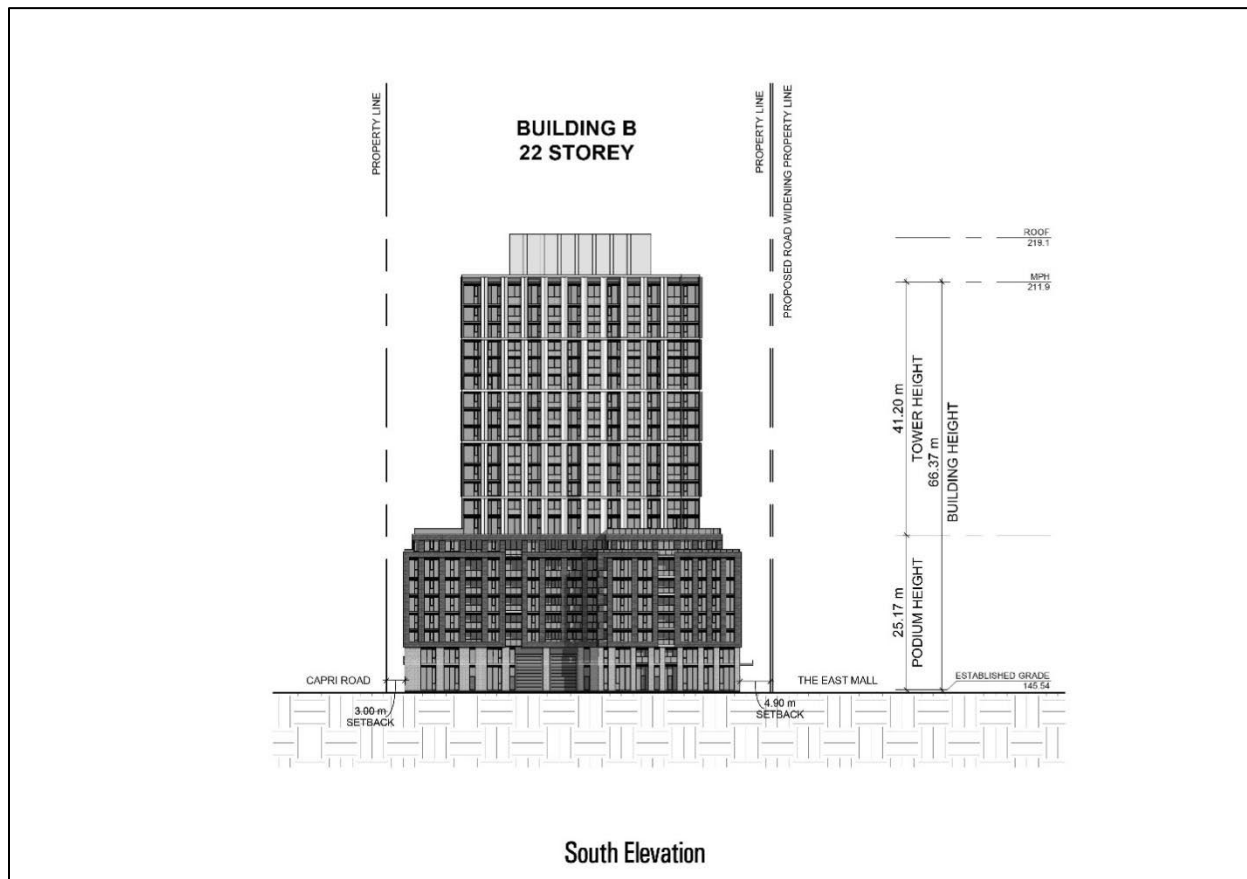 PROPERTY LINE
BUILDING B
22 STOREY
PROPERTY LINE
PROPOSED ROAD WIDENING PROPERTY LINE
ROOF
219.1
MPH
211.9
41.20 m
TOWER HEIGHT
66.37 m
BUILDING HEIGHT
25.17 m
PODIUM HEIGHT
CAPRI ROAD
THE EAST MALL
ESTABLISHED GRADE
145.54
3.00 m
SETBACK
4.90 m
SETBACK
South Elevation